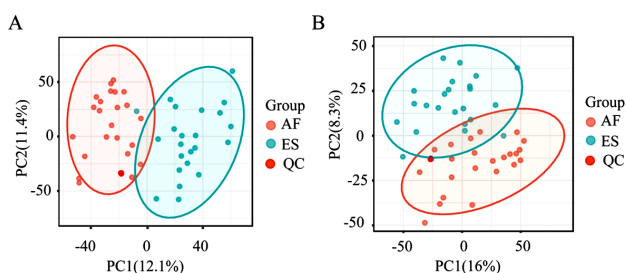 A
PC2(11.4%)
50
0
-50
-40
0
40
PC1(12.1%)
Group
AF
ES
QC
B
PC2(8.3%)
50
25
0
-25
-50
-50
0
50
PC1(16%)
Group
AF
ES
QC